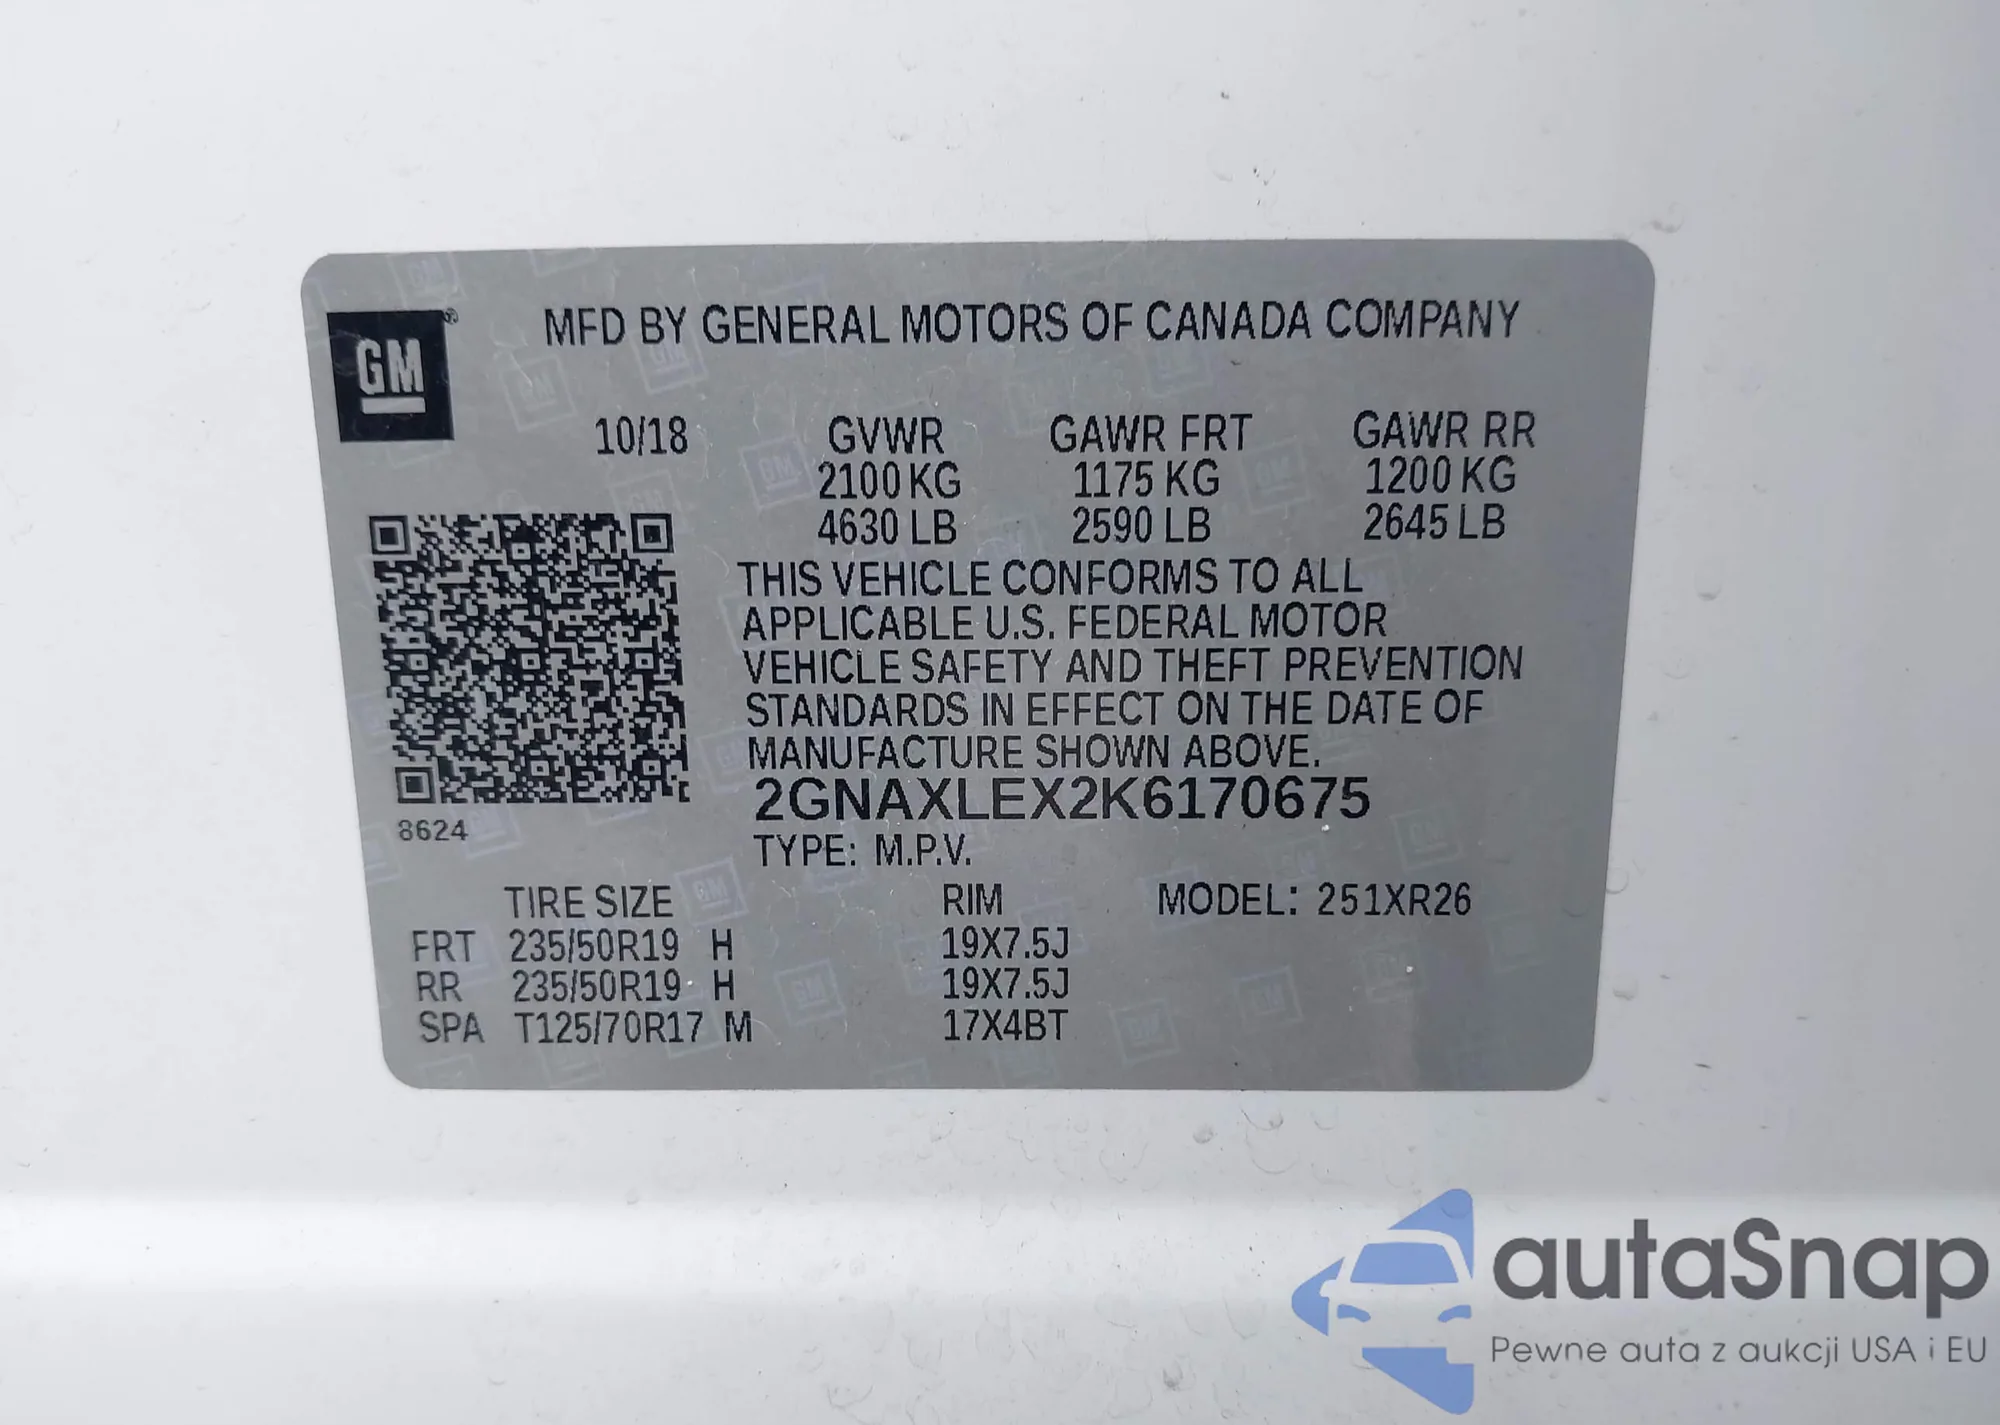 MFD BY GENERAL MOTORS OF CANADA COMPANY
GM
10/18 GVWR GAWR FRT GAWR RR
2100 KG 1175 KG 1200 KG
4630 LB 2590 LB 2645 LB
THIS VEHICLE CONFORMS TO ALL
APPLICABLE U.S. FEDERAL MOTOR
VEHICLE SAFETY AND THEFT PREVENTION
STANDARDS IN EFFECT ON THE DATE OF
MANUFACTURE SHOWN ABOVE.
2GNAXLEX2K6170675
8624
TYPE: M.P.V.
TIRE SIZE RIM MODEL: 251XR26
FRT 235/50R19 H 19X7.5J
RR 235/50R19 H 19X7.5J
SPA T125/70R17 M 17X4BT
autaSnap
Pewne auta z aukcji USA i EU